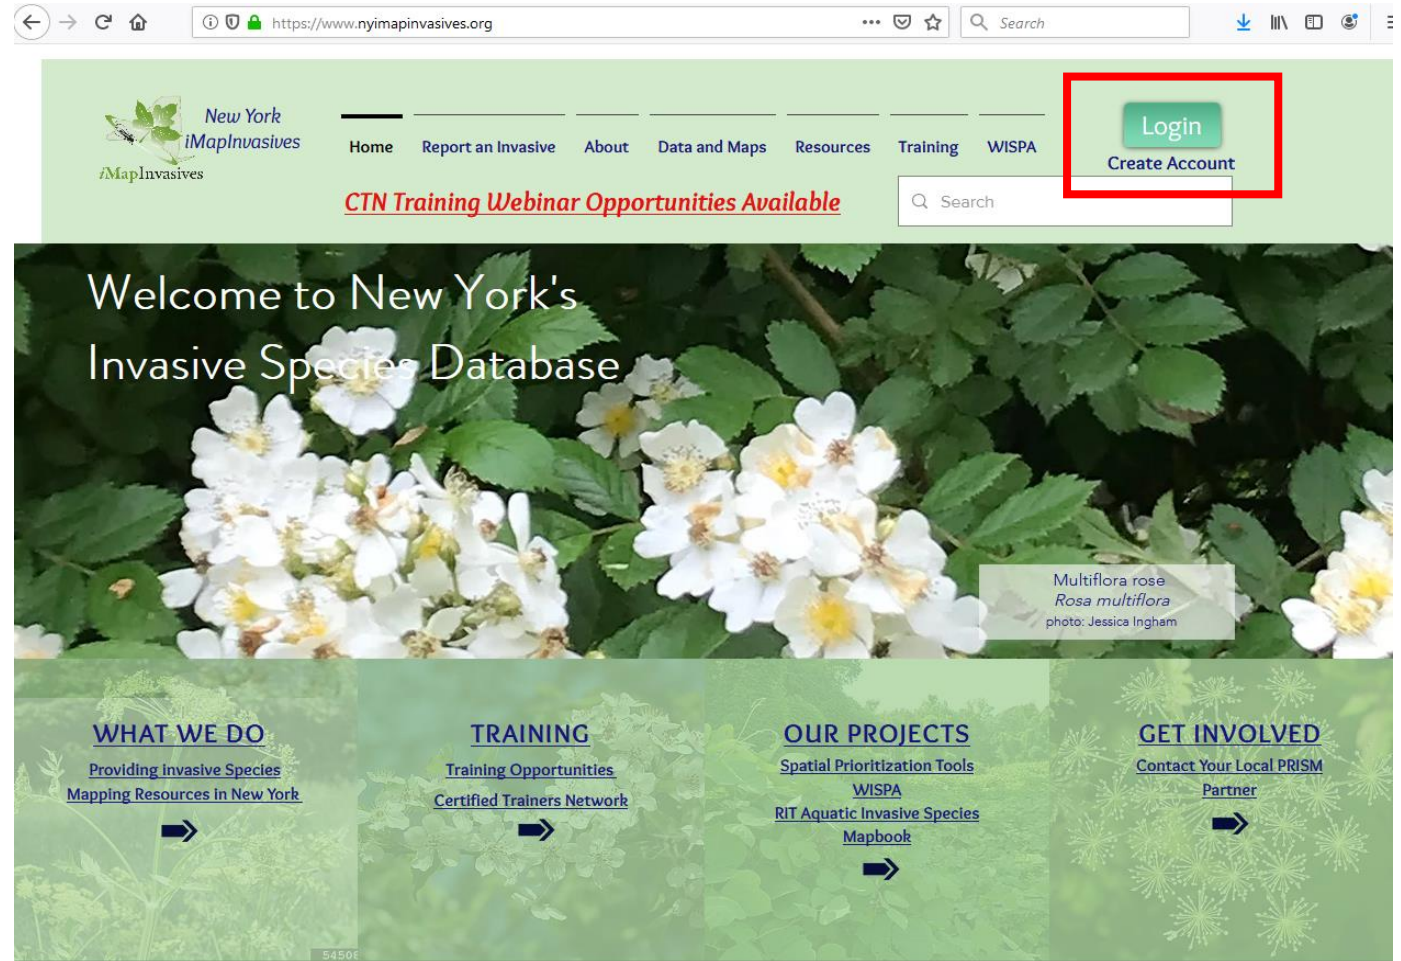 https://www.nyimapinvasives.org
Search
New York
iMapInvasives
iMapInvasives
Home Report an Invasive About Data and Maps Resources Training WISPA
Login
Create Account
CTN Training Webinar Opportunities Available
Search
Welcome to New York's
Invasive Species Database
Multiflora rose
Rosa multiflora
photo: Jessica Ingham
WHAT WE DO
Providing invasive Species
Mapping Resources in New York
TRAINING
Training Opportunities
Certified Trainers Network
OUR PROJECTS
Spatial Prioritization Tools
WISPA
RIT Aquatic Invasive Species
Mapbook
GET INVOLVED
Contact Your Local PRISM
Partner